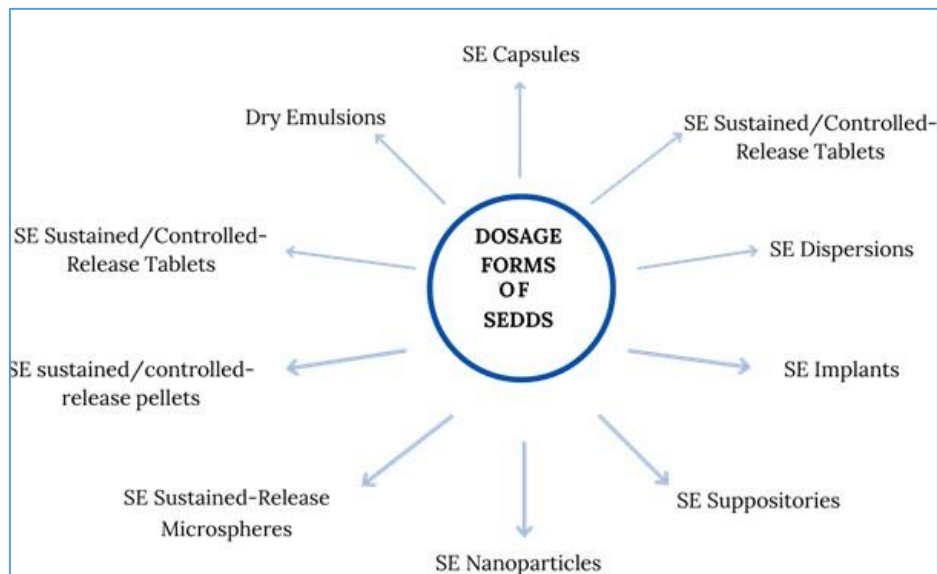 SE Capsules
Dry Emulsions
SE Sustained/Controlled-
Release Tablets
SE Sustained/Controlled-
Release Tablets
DOSAGE
FORMS
OF
SEDDS
SE Dispersions
SE sustained/controlled-
release pellets
SE Implants
SE Sustained-Release
Microspheres
SE Suppositories
SE Nanoparticles